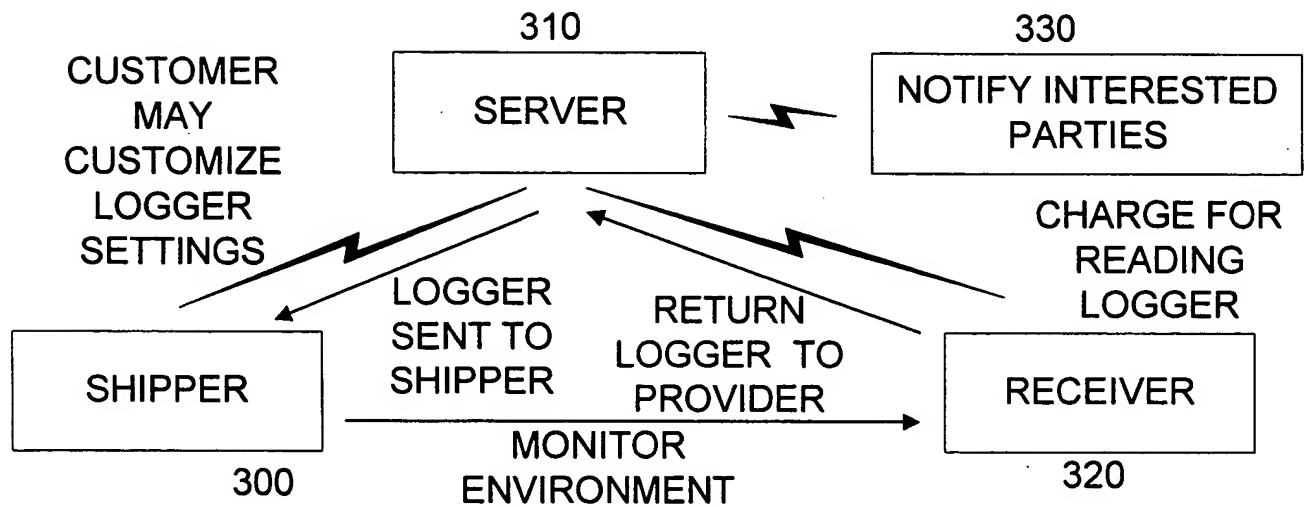 310
330
CUSTOMER
MAY
CUSTOMIZE
LOGGER
SETTINGS
SERVER
NOTIFY INTERESTED
PARTIES
CHARGE FOR
READING
LOGGER
LOGGER
SENT TO
SHIPPER
RETURN
LOGGER TO
PROVIDER
SHIPPER
RECEIVER
MONITOR
ENVIRONMENT
300
320